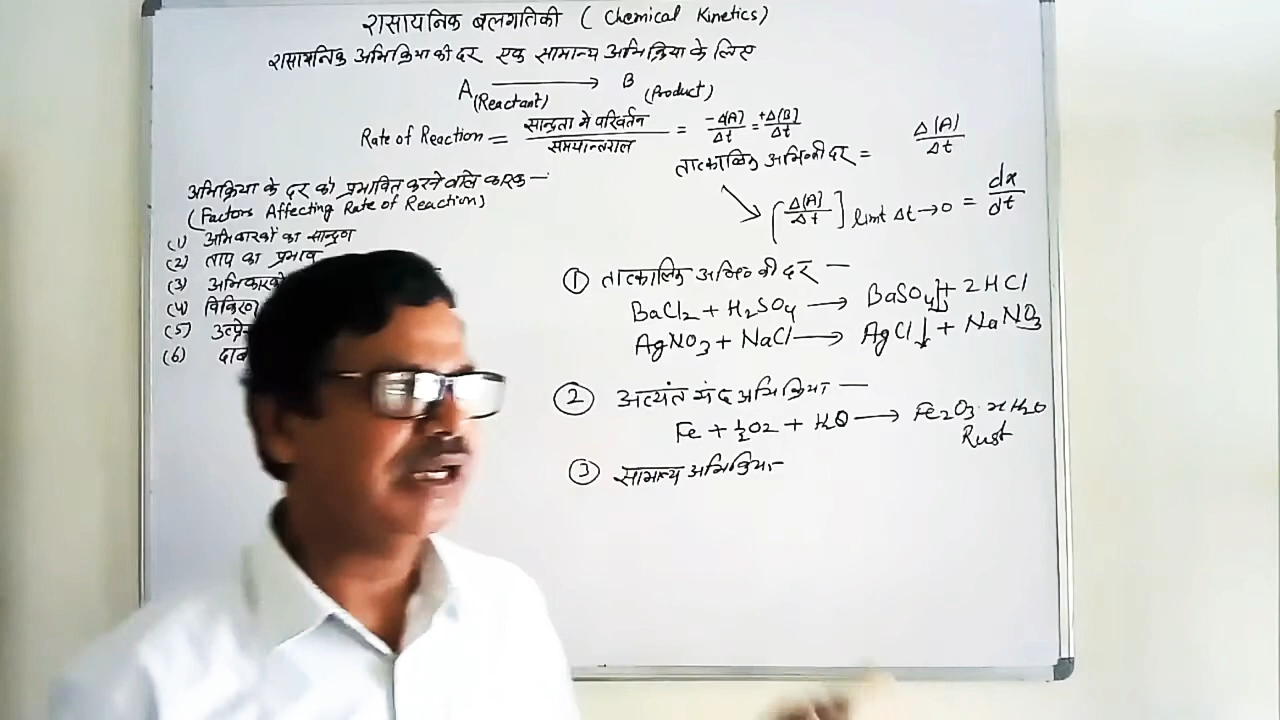 रासायनिक बलगतिकी ( Chemical Kinetics)
रासायनिक अभिक्रिया की दर एक सामान्य अभिक्रिया के लिए
A (Reactant) ⟶ B (Product)
Rate of Reaction = सान्द्रता मे परिवर्तन / समयान्तराल = -Δ(A)/Δt = +Δ(B)/Δt
तात्कालिक अभि० की दर = Δ(A)/Δt
[Δ(A)/Δt] limt Δt→0 = dx/dt
अभिक्रिया के दर को प्रभावित करने वाले कारक —
(Factors Affecting Rate of Reaction)
(1) अभिकारकों का सान्द्रण
(2) ताप का प्रभाव
(3) अभिकारको
(4) विकिरण
(5)
(6) दाब
① तात्कालिक अभि० की दर —
BaCl₂ + H₂SO₄ ⟶ BaSO₄↓ + 2HCl
AgNO₃ + NaCl ⟶ AgCl↓ + NaNO₃
② अत्यंत मंद अभिक्रिया —
Fe + ½O₂ + H₂O ⟶ Fe₂O₃·xH₂O
Rust
③ सामान्य अभिक्रिया